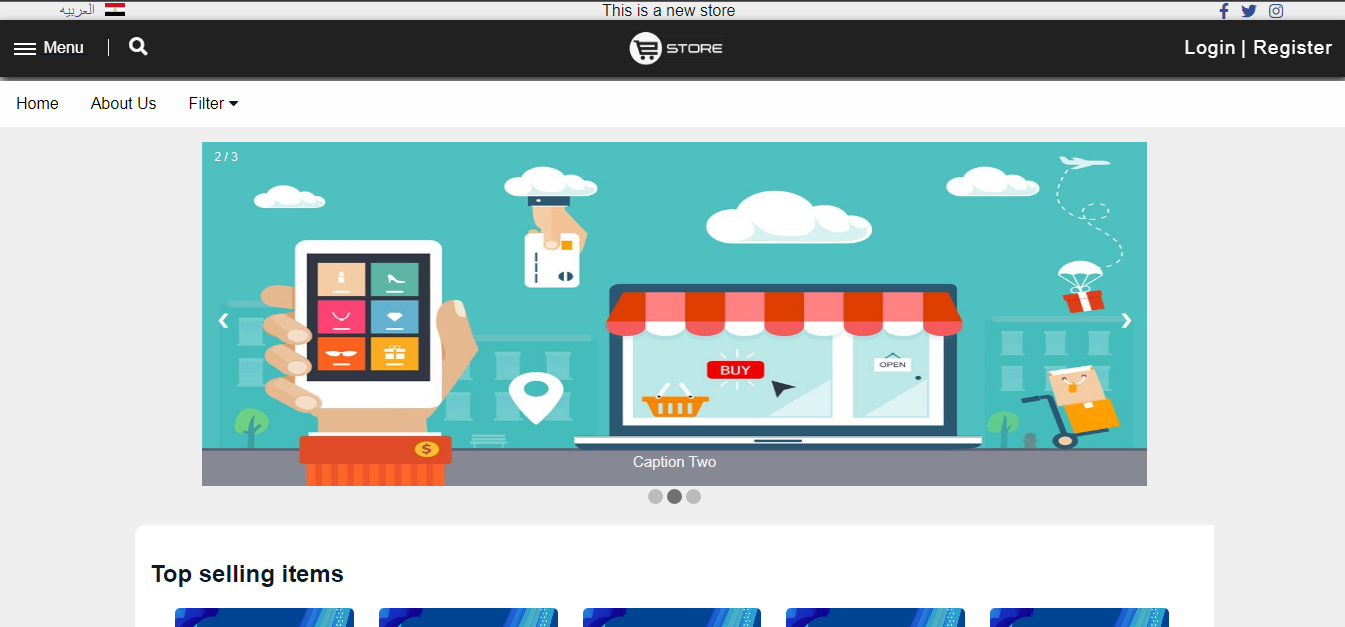 العربيه
This is a new store
Menu
STORE
Login | Register
Home
About Us
Filter
2 / 3
BUY
OPEN
$
Caption Two
Top selling items